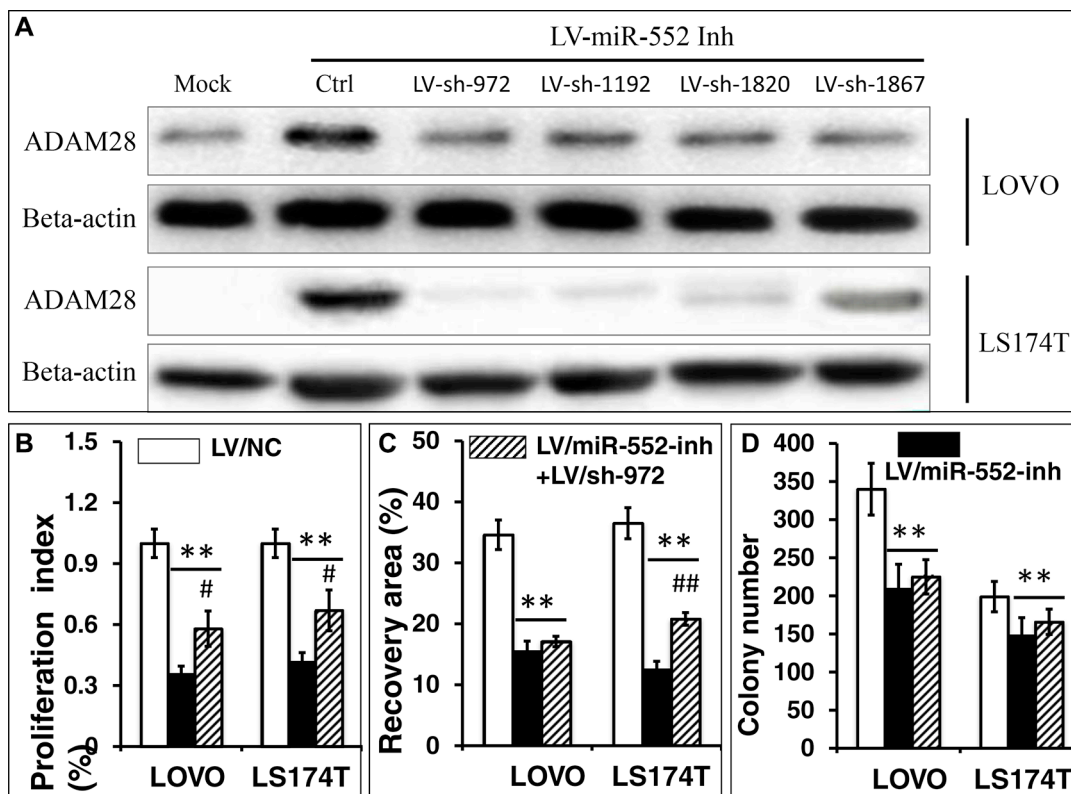 A
LV-miR-552 Inh
Mock Ctrl LV-sh-972 LV-sh-1192 LV-sh-1820 LV-sh-1867
ADAM28
Beta-actin
LOVO
ADAM28
Beta-actin
LS174T
B
Proliferation index (%)
1.5
1.2
0.9
0.6
0.3
0
LV/NC
**
#
**
#
LOVO LS174T
C
Recovery area (%)
50
40
30
20
10
0
LV/miR-552-inh
+LV/sh-972
**
**
##
LOVO LS174T
D
Colony number
400
350
300
250
200
150
100
50
0
LV/miR-552-inh
**
**
LOVO LS174T